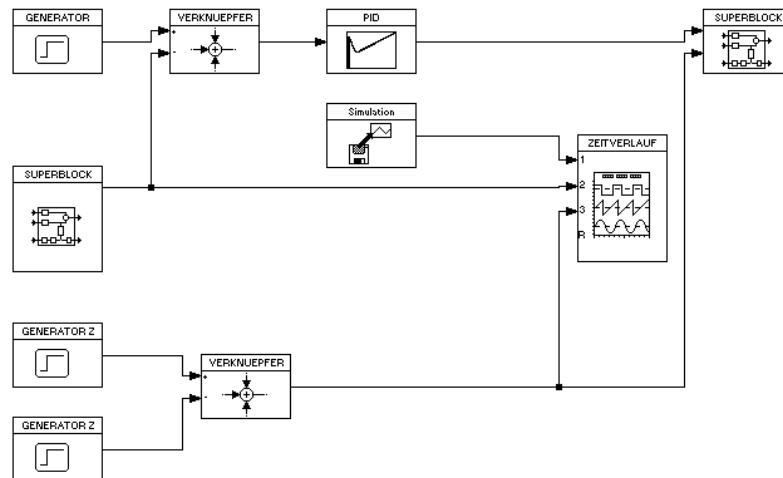 GENERATOR
VERKNUEPFER
PID
SUPERBLOCK
+
-
Simulation
ZEITVERLAUF
1
2
3
R
SUPERBLOCK
GENERATOR Z
VERKNUEPFER
+
-
GENERATOR Z